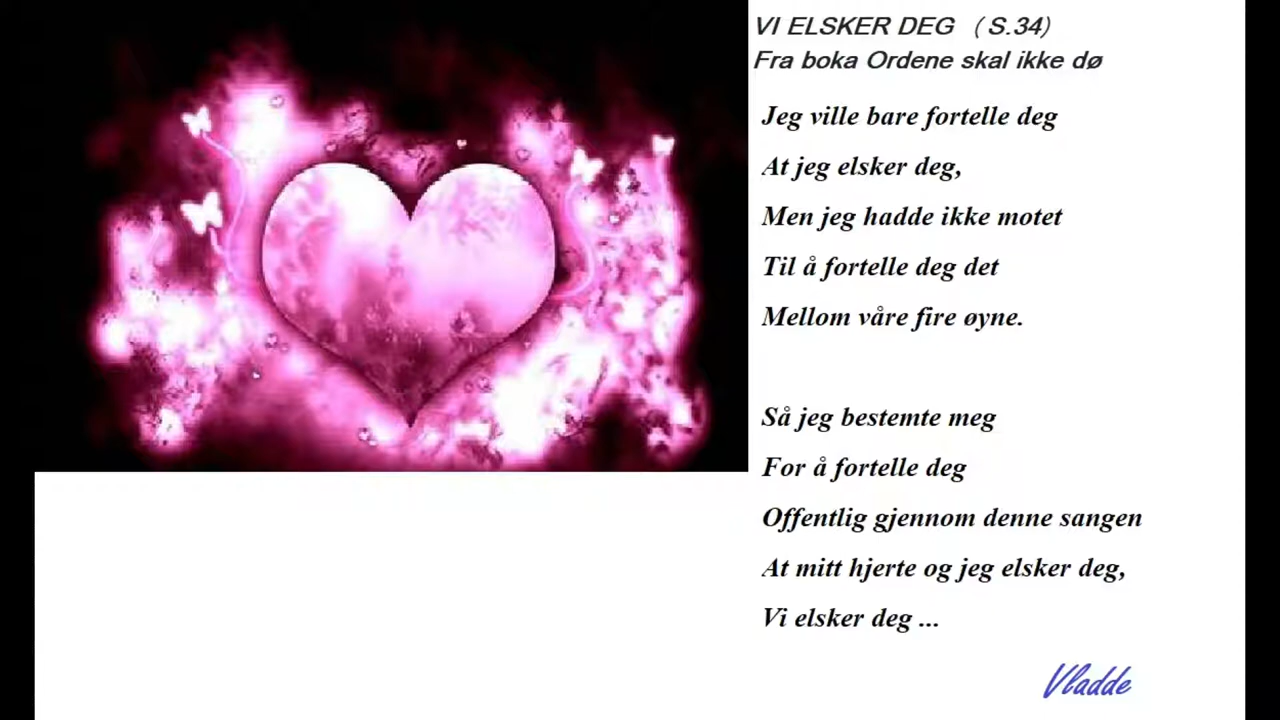 VI ELSKER DEG ( S.34)
Fra boka Ordene skal ikke dø
Jeg ville bare fortelle deg
At jeg elsker deg,
Men jeg hadde ikke motet
Til å fortelle deg det
Mellom våre fire øyne.
Så jeg bestemte meg
For å fortelle deg
Offentlig gjennom denne sangen
At mitt hjerte og jeg elsker deg,
Vi elsker deg ...
Vladde